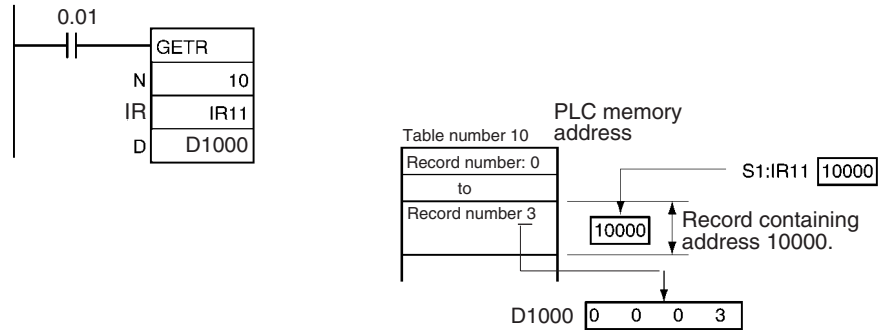 0.01
GETR
N 10
IR IR11
D D1000
PLC memory
address
Table number 10
Record number: 0
to
Record number 3
S1:IR11 10000
10000
Record containing
address 10000.
D1000 0 0 0 3